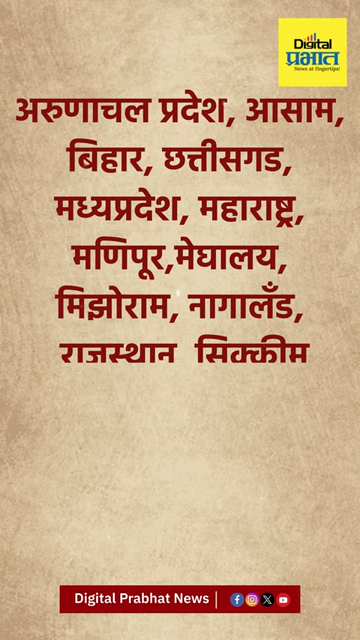 Digital
प्रभात
News at fingertips!
अरुणाचल प्रदेश, आसाम,
बिहार, छत्तीसगड,
मध्यप्रदेश, महाराष्ट्र,
मणिपूर,मेघालय,
मिझोराम, नागालँड,
राजस्थान सिक्कीम
Digital Prabhat News |